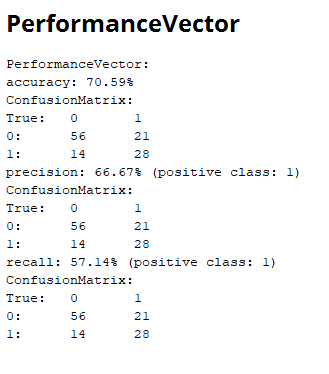 PerformanceVector
PerformanceVector:
accuracy: 70.59%
ConfusionMatrix:
True: 0 1
0: 56 21
1: 14 28
precision: 66.67% (positive class: 1)
ConfusionMatrix:
True: 0 1
0: 56 21
1: 14 28
recall: 57.14% (positive class: 1)
ConfusionMatrix:
True: 0 1
0: 56 21
1: 14 28